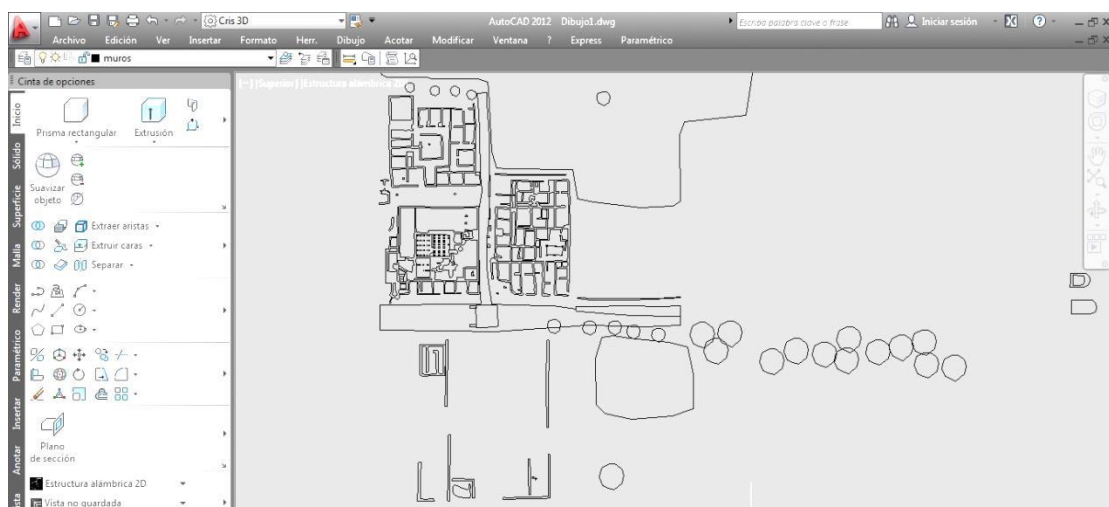 Cris 3D
AutoCAD 2012 Dibujo1.dwg
Escriba palabra clave o frase
Iniciar sesión
Archivo Edición Ver Insertar Formato Herr. Dibujo Acotar Modificar Ventana ? Express Paramétrico
muros
Cinta de opciones
[−] [Superior] [Estructura alámbrica 2D]
Inicio
Sólido
Superficie
Malla
Render
Paramétrico
Insertar
Anotar
Prisma rectangular
Extrusión
Suavizar
objeto
Extraer aristas
Extruir caras
Separar
Plano
de sección
Estructura alámbrica 2D
Vista no guardada